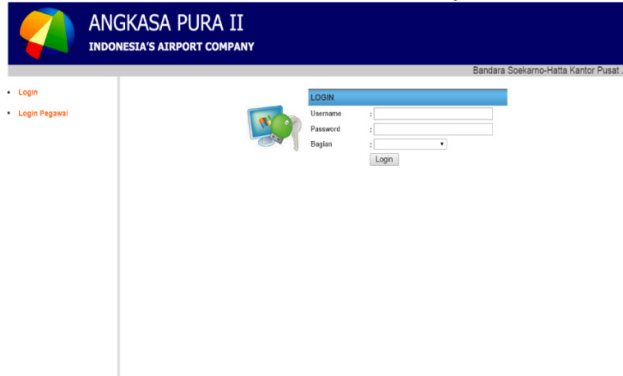 ANGKASA PURA II
INDONESIA'S AIRPORT COMPANY
Bandara Soekarno-Hatta Kantor Pusat
Login
Login Pegawai
LOGIN
Username :
Password :
Bagian :
Login